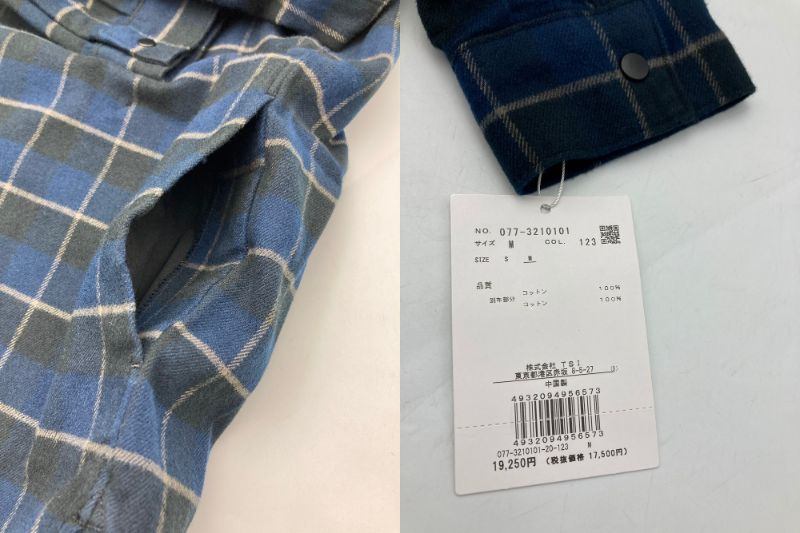 NO. 077-3210101
サイズ M COL. 123
SIZE S M
品質
コットン 100%
別布部分 コットン 100%
株式会社 TSI
東京都港区赤坂 8-5-27 (3)
中国製
4932094956573
4932094956573
077-3210101-20-123 M
19,250円 (税抜価格 17,500円)